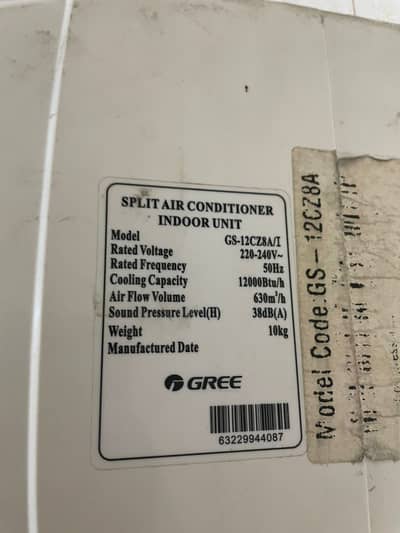 SPLIT AIR CONDITIONER
INDOOR UNIT
Model GS-12CZ8A/I
Rated Voltage 220-240V~
Rated Frequency 50Hz
Cooling Capacity 12000Btu/h
Air Flow Volume 630m³/h
Sound Pressure Level(H) 38dB(A)
Weight 10kg
Manufactured Date
GREE
63229944087
Model Code:GS-12CZ8A